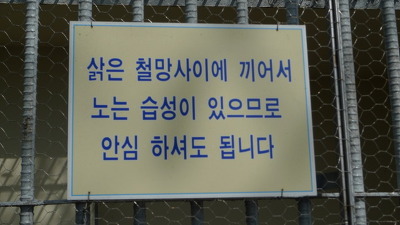 삵은 철망사이에 끼어서
노는 습성이 있으므로
안심 하셔도 됩니다